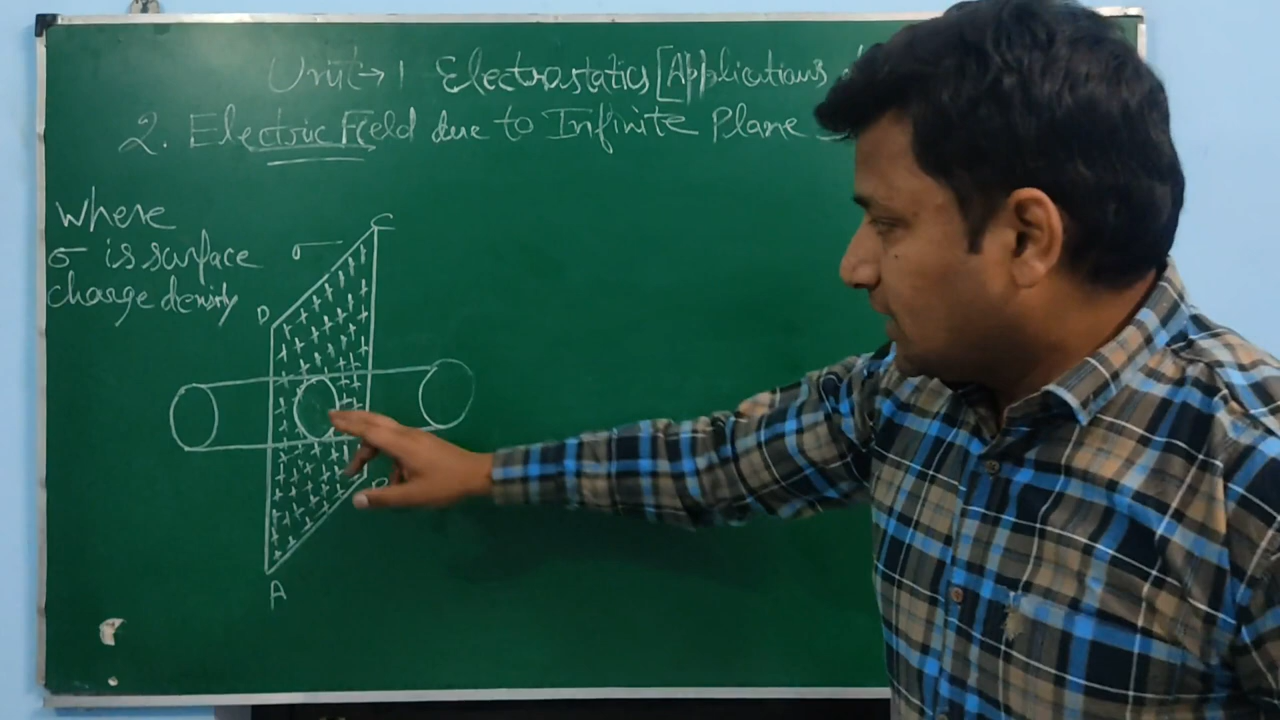 Unit→1 Electrostatics [Applications
2. Electric Field due to Infinite Plane
where
σ is surface
charge density
σ
C
D
B
A